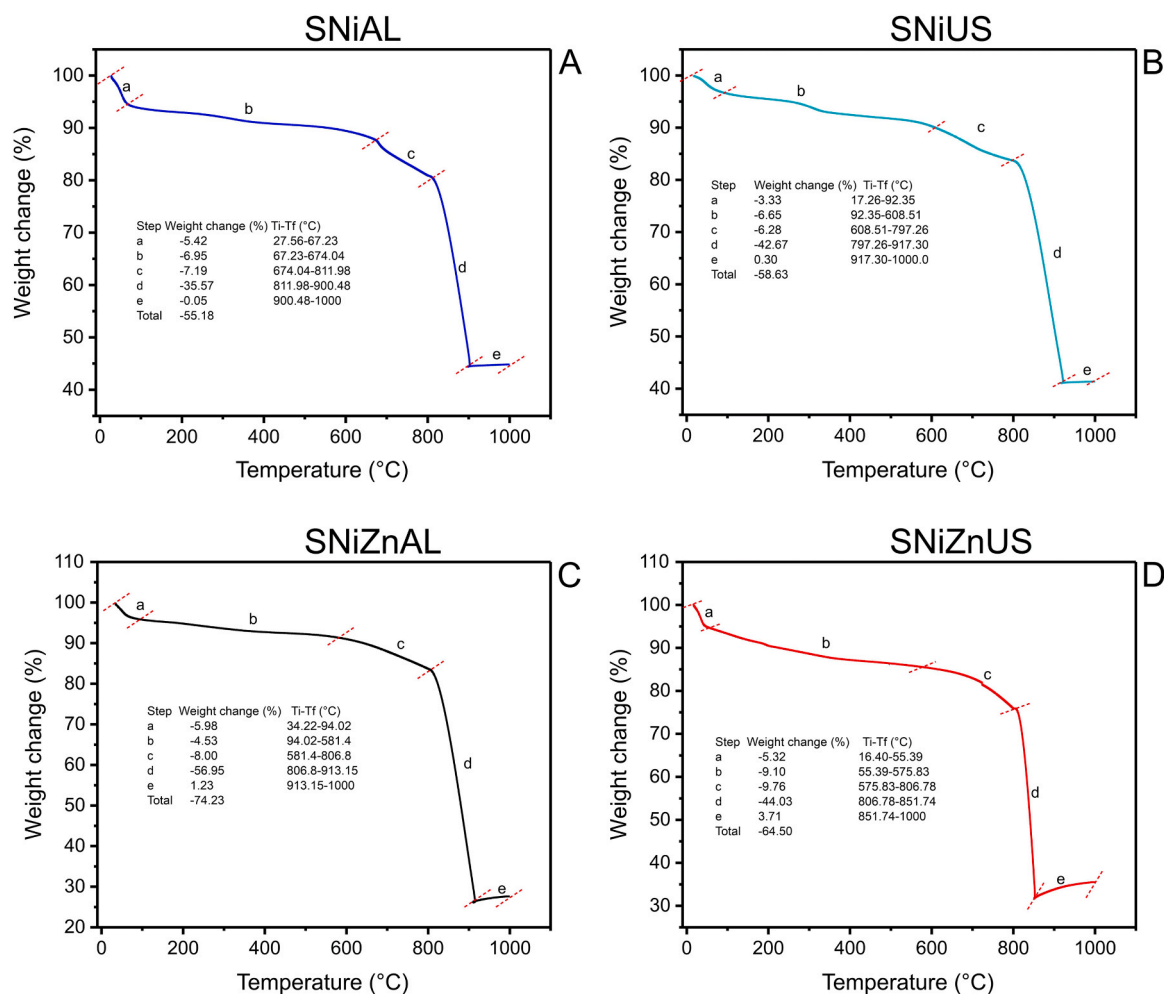 SNiAL
A
100
90
80
70
60
50
40
0 200 400 600 800 1000
Weight change (%)
Temperature (°C)
a
b
c
d
e
Step Weight change (%) Ti-Tf (°C)
a -5.42 27.56-67.23
b -6.95 67.23-674.04
c -7.19 674.04-811.98
d -35.57 811.98-900.48
e -0.05 900.48-1000
Total -55.18
SNiUS
B
100
90
80
70
60
50
40
0 200 400 600 800 1000
Weight change (%)
Temperature (°C)
a
b
c
d
e
Step Weight change (%) Ti-Tf (°C)
a -3.33 17.26-92.35
b -6.65 92.35-608.51
c -6.28 608.51-797.26
d -42.67 797.26-917.30
e 0.30 917.30-1000.0
Total -58.63
SNiZnAL
C
110
100
90
80
70
60
50
40
30
20
0 200 400 600 800 1000
Weight change (%)
Temperature (°C)
a
b
c
d
e
Step Weight change (%) Ti-Tf (°C)
a -5.98 34.22-94.02
b -4.53 94.02-581.4
c -8.00 581.4-806.8
d -56.95 806.8-913.15
e 1.23 913.15-1000
Total -74.23
SNiZnUS
D
110
100
90
80
70
60
50
40
30
0 200 400 600 800 1000
Weight change (%)
Temperature (°C)
a
b
c
d
e
Step Weight change (%) Ti-Tf (°C)
a -5.32 16.40-55.39
b -9.10 55.39-575.83
c -9.76 575.83-806.78
d -44.03 806.78-851.74
e 3.71 851.74-1000
Total -64.50